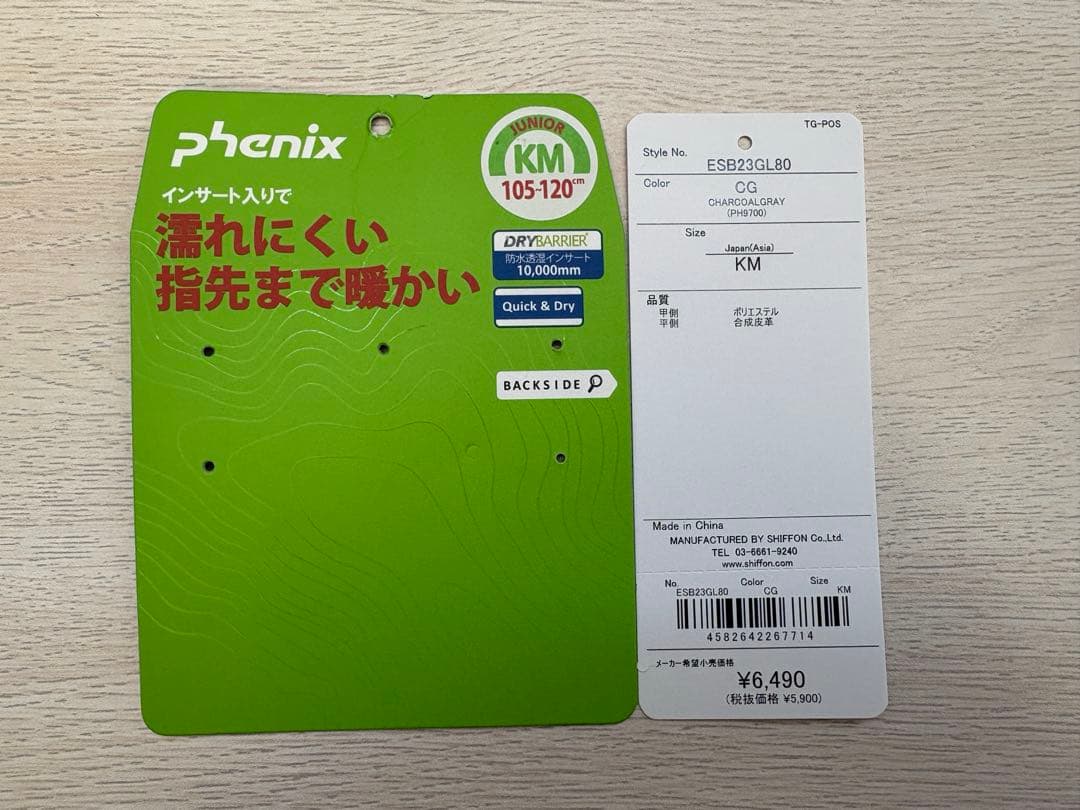 phenix
JUNIOR
KM
105~120cm
インサート入りで
濡れにくい
指先まで暖かい
DRYBARRIER
防水透湿インサート
10,000mm
Quick & Dry
BACKSIDE
TG-POS
Style No.
ESB23GL80
Color
CG
CHARCOALGRAY
(PH9700)
Size
Japan(Asia)
KM
品質
甲側 ポリエステル
平側 合成皮革
Made in China
MANUFACTURED BY SHIFFON Co.,Ltd.
TEL 03-6661-9240
www.shiffon.com
No. Color Size
ESB23GL80 CG KM
4582642267714
メーカー希望小売価格
¥6,490
(税抜価格 ¥5,900)